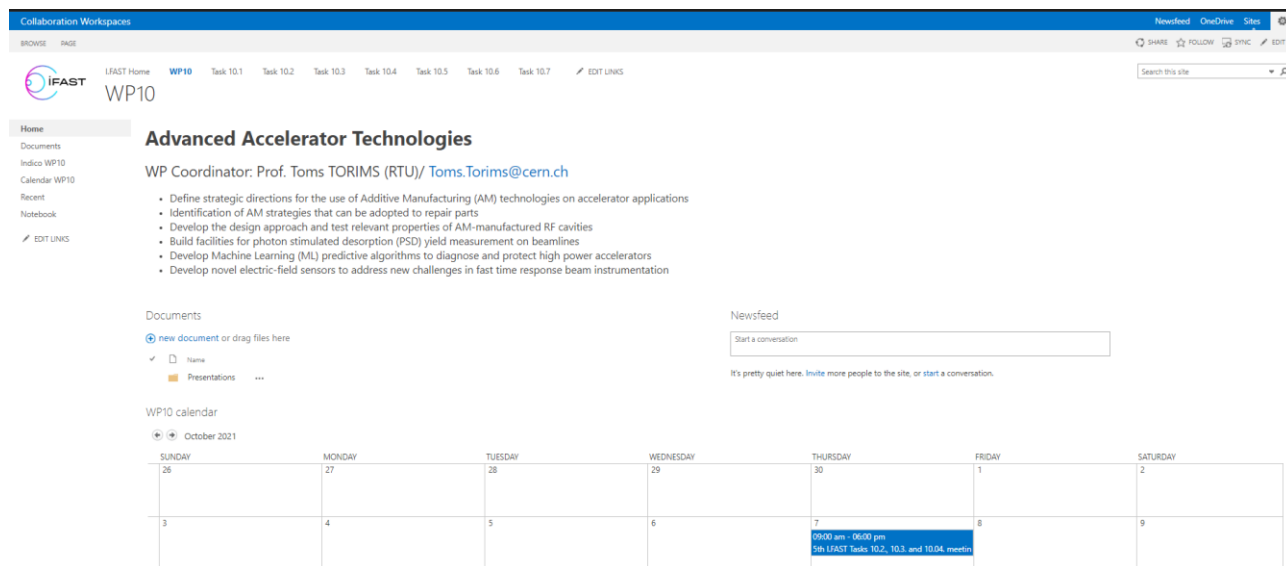 Collaboration Workspaces
Newsfeed OneDrive Sites
BROWSE PAGE
SHARE FOLLOW SYNC EDIT
iFAST
I.FAST Home WP10 Task 10.1 Task 10.2 Task 10.3 Task 10.4 Task 10.5 Task 10.6 Task 10.7 EDIT LINKS
Search this site
WP10
Home
Documents
Indico WP10
Calendar WP10
Recent
Notebook
EDIT LINKS
Advanced Accelerator Technologies
WP Coordinator: Prof. Toms TORIMS (RTU)/ Toms.Torims@cern.ch
• Define strategic directions for the use of Additive Manufacturing (AM) technologies on accelerator applications
• Identification of AM strategies that can be adopted to repair parts
• Develop the design approach and test relevant properties of AM-manufactured RF cavities
• Build facilities for photon stimulated desorption (PSD) yield measurement on beamlines
• Develop Machine Learning (ML) predictive algorithms to diagnose and protect high power accelerators
• Develop novel electric-field sensors to address new challenges in fast time response beam instrumentation
Documents
new document or drag files here
Name
Presentations ...
Newsfeed
Start a conversation
It's pretty quiet here. Invite more people to the site, or start a conversation.
WP10 calendar
October 2021
SUNDAY MONDAY TUESDAY WEDNESDAY THURSDAY FRIDAY SATURDAY
26 27 28 29 30 1 2
3 4 5 6 7 8 9
09:00 am - 06:00 pm
5th I.FAST Tasks 10.2., 10.3. and 10.04. meetin